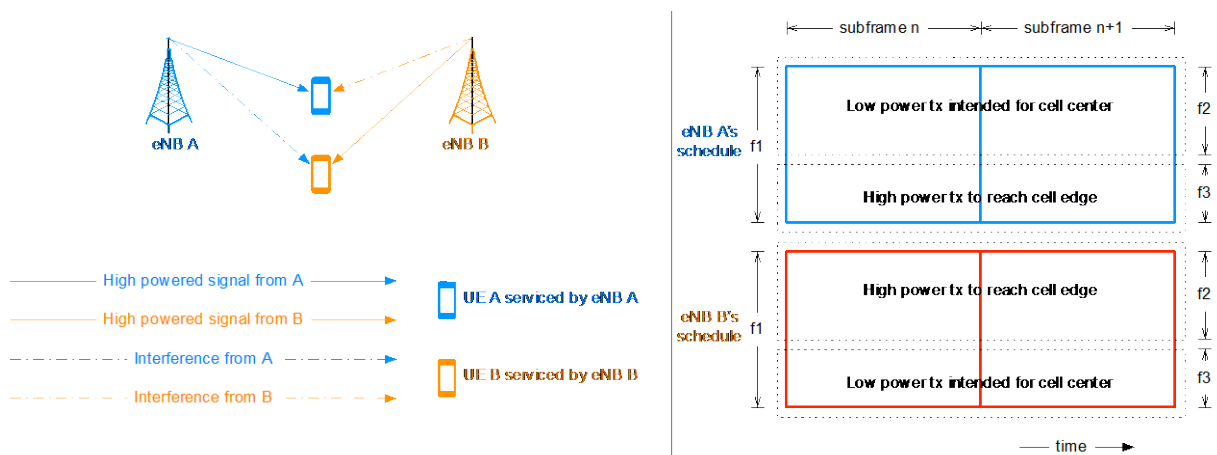 eNB A
eNB B
High powered signal from A
High powered signal from B
Interference from A
Interference from B
UE A serviced by eNB A
UE B serviced by eNB B
subframe n
subframe n+1
eNB A's
schedule
f1
Low power tx intended for cell center
f2
High power tx to reach cell edge
f3
eNB B's
schedule
f1
High power tx to reach cell edge
f2
Low power tx intended for cell center
f3
time